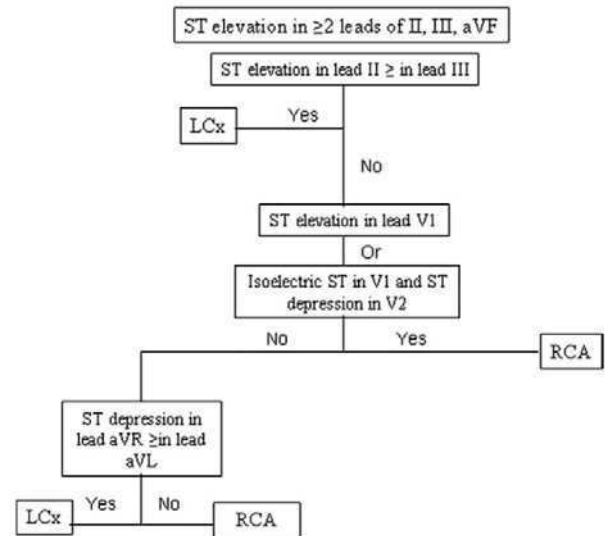 ST elevation in ≥2 leads of II, III, aVF
ST elevation in lead II ≥ in lead III
Yes
LCx
No
ST elevation in lead V1
Or
Isoelectric ST in V1 and ST
depression in V2
No
Yes
RCA
ST depression in
lead aVR ≥in lead
aVL
Yes
No
LCx
RCA